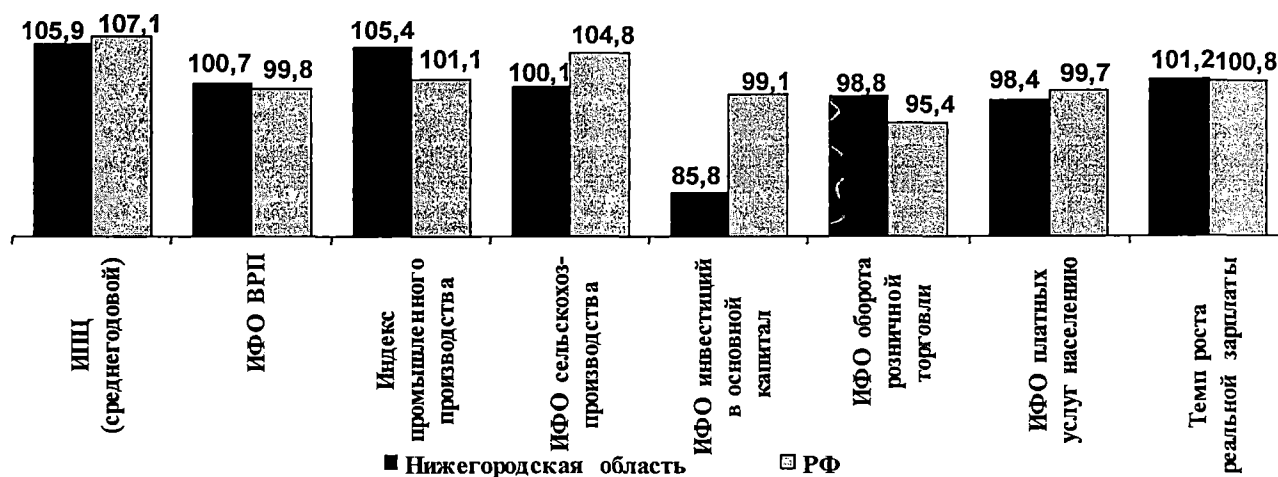 105,9 107,1
100,7 99,8
105,4
101,1
100,1
104,8
85,8
99,1
98,8
95,4
98,4 99,7
101,2 100,8
ИПЦ
(среднегодовой)
ИФО ВРП
Индекс
промышленного
производства
ИФО сельскохоз-
производства
ИФО инвестиций
в основной
капитал
ИФО оборота
розничной
торговли
ИФО платных
услуг населению
Темп роста
реальной зарплаты
Нижегородская область
РФ